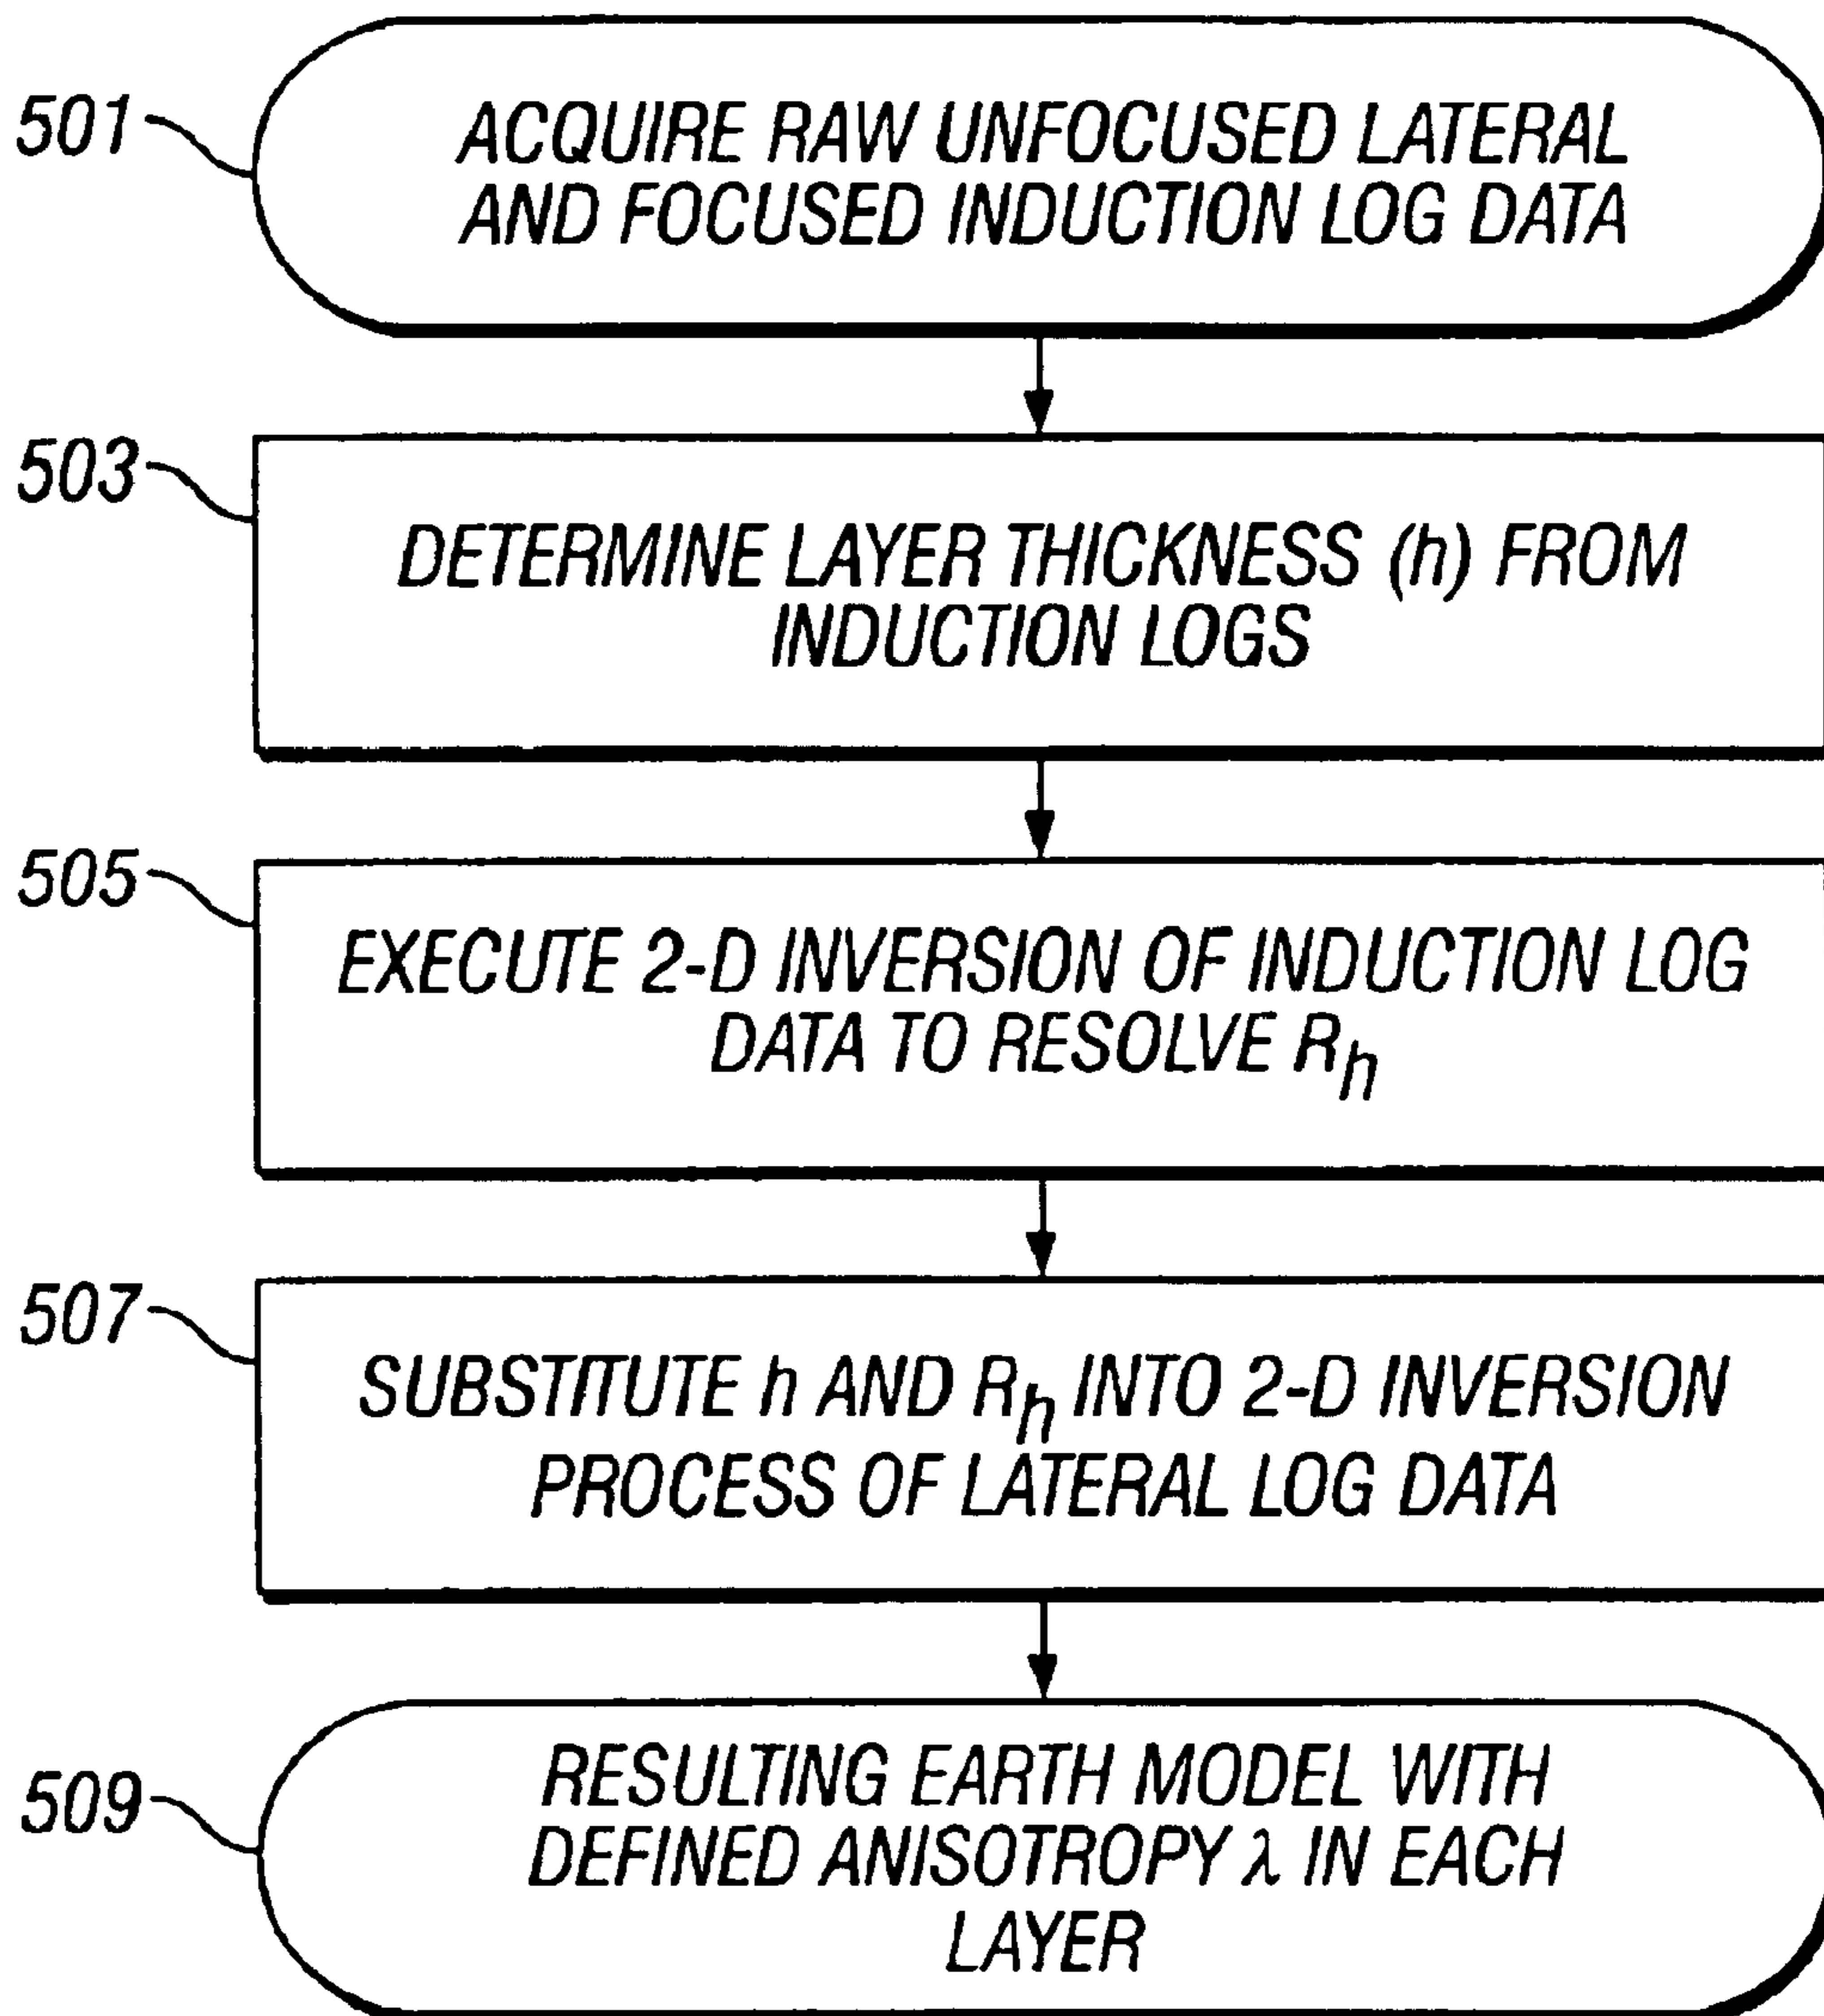 501
ACQUIRE RAW UNFOCUSED LATERAL
AND FOCUSED INDUCTION LOG DATA
503
DETERMINE LAYER THICKNESS (h) FROM
INDUCTION LOGS
505
EXECUTE 2-D INVERSION OF INDUCTION LOG
DATA TO RESOLVE Rh
507
SUBSTITUTE h AND Rh INTO 2-D INVERSION
PROCESS OF LATERAL LOG DATA
509
RESULTING EARTH MODEL WITH
DEFINED ANISOTROPY λ IN EACH
LAYER